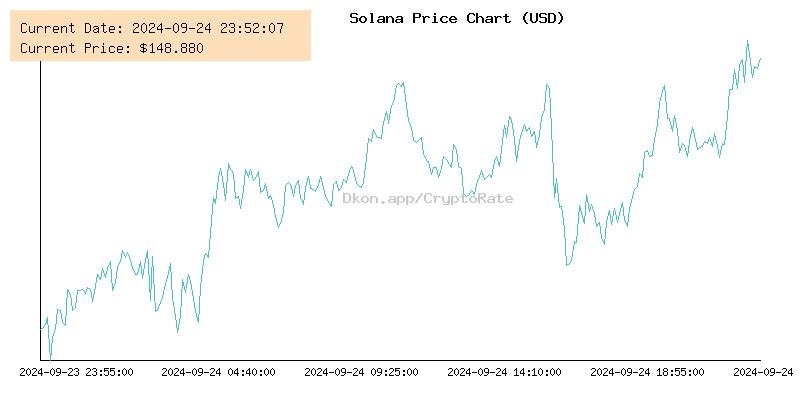 Solana Price Chart (USD)
Current Date: 2024-09-24 23:52:07
Current Price: $148.880
Dkon.app/CryptoRate
2024-09-23 23:55:00 2024-09-24 04:40:00 2024-09-24 09:25:00 2024-09-24 14:10:00 2024-09-24 18:55:00 2024-09-24